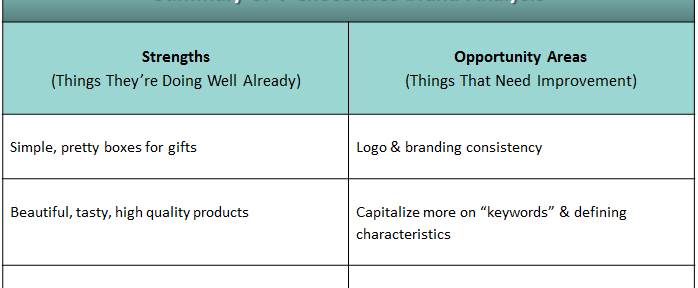 Strengths
(Things They're Doing Well Already)
Opportunity Areas
(Things That Need Improvement)
Simple, pretty boxes for gifts
Logo & branding consistency
Beautiful, tasty, high quality products
Capitalize more on “keywords” & defining
characteristics